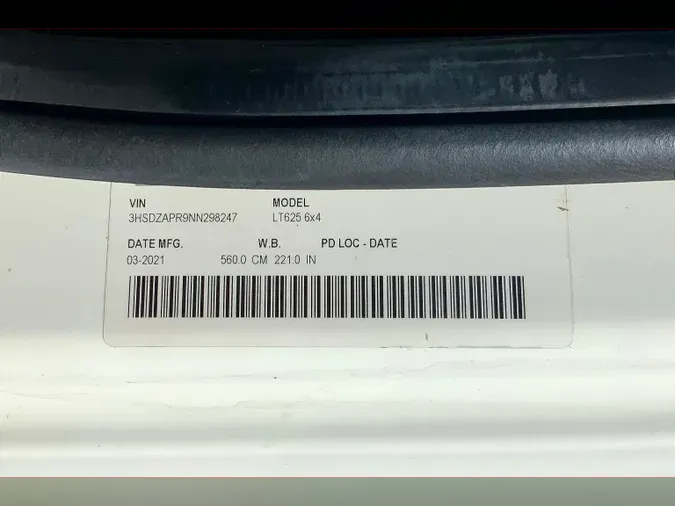 VIN MODEL
3HSDZAPR9NN298247 LT625 6x4
DATE MFG. W.B. PD LOC - DATE
03-2021 560.0 CM 221.0 IN